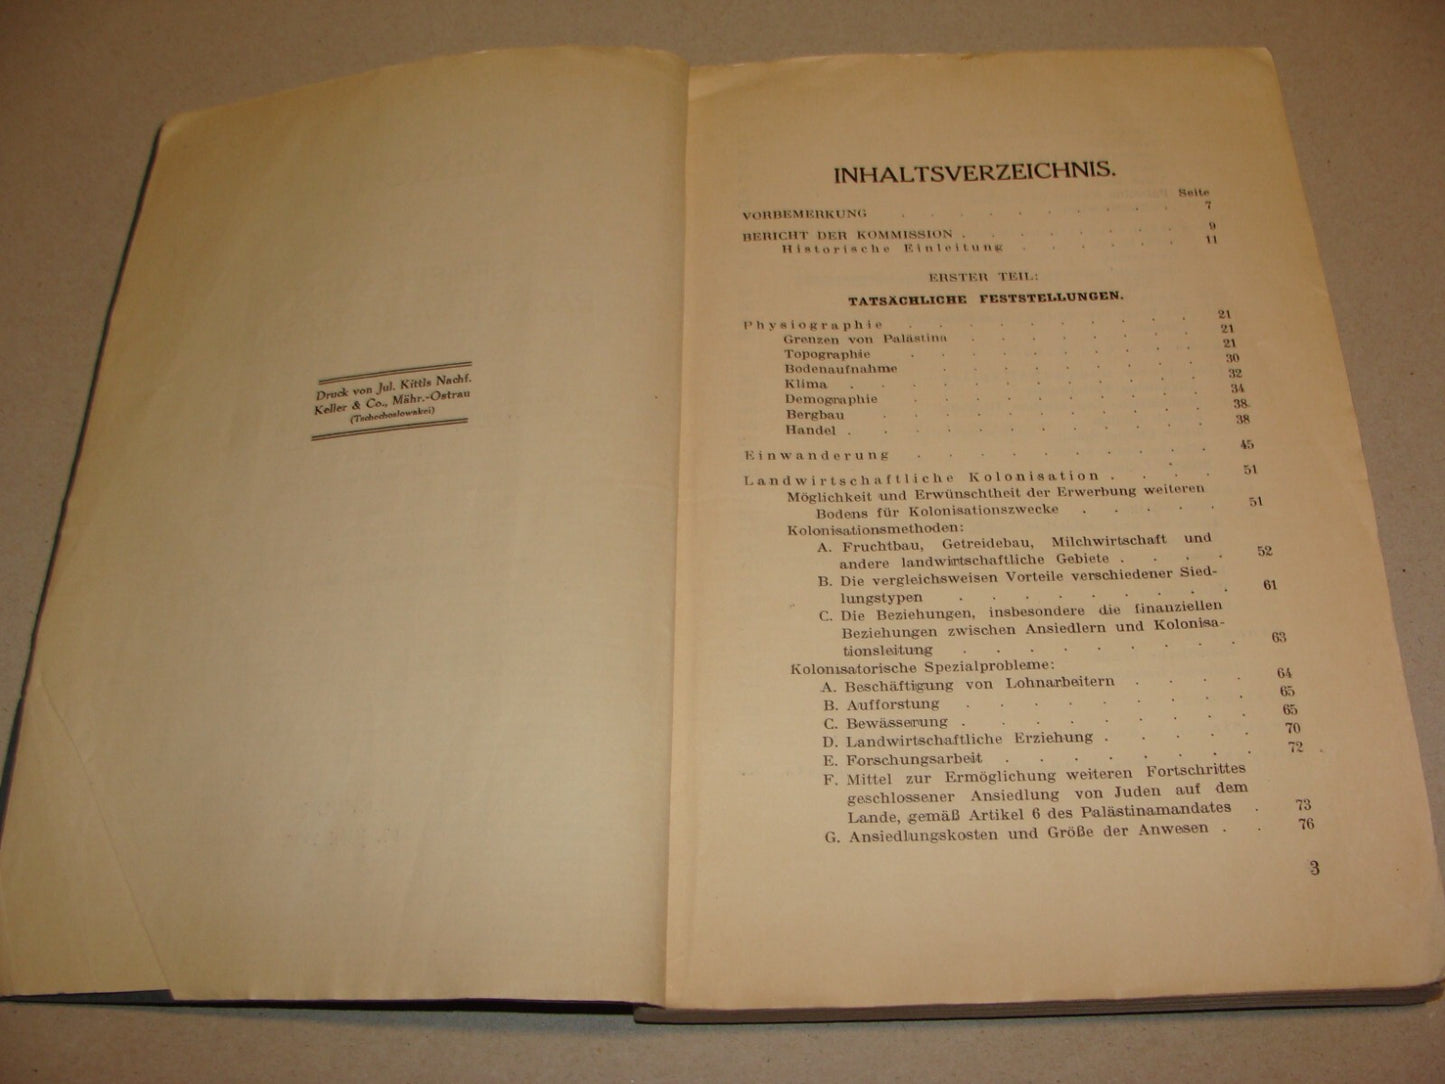 Druck von Jul. Kittls Nachf.
Keller & Co., Mähr.-Ostrau
(Tschechoslowakei)
INHALTSVERZEICHNIS.
Seite
VORBEMERKUNG . . . . . . . . . . 7
BERICHT DER KOMMISSION . . . . . . . . 9
Historische Einleitung . . . . . . 11
ERSTER TEIL:
TATSÄCHLICHE FESTSTELLUNGEN.
Physiographie . . . . . . . . . . 21
Grenzen von Palästina . . . . . . . . 21
Topographie . . . . . . . . . . 21
Bodenaufnahme . . . . . . . . . 30
Klima . . . . . . . . . . . . 32
Demographie . . . . . . . . . . 34
Bergbau . . . . . . . . . . . 38
Handel . . . . . . . . . . . . 38
Einwanderung . . . . . . . . . . 45
Landwirtschaftliche Kolonisation . . . . 51
Möglichkeit und Erwünschtheit der Erwerbung weiteren
Bodens für Kolonisationszwecke . . . . . 51
Kolonisationsmethoden:
A. Fruchtbau, Getreidebau, Milchwirtschaft und
andere landwirtschaftliche Gebiete . . . . 52
B. Die vergleichsweisen Vorteile verschiedener Sied-
lungstypen . . . . . . . . . 61
C. Die Beziehungen, insbesondere die finanziellen
Beziehungen zwischen Ansiedlern und Kolonisa-
tionsleitung . . . . . . . . . 63
Kolonisatorische Spezialprobleme:
A. Beschäftigung von Lohnarbeitern . . . . 64
B. Aufforstung . . . . . . . . . 65
C. Bewässerung . . . . . . . . . 65
D. Landwirtschaftliche Erziehung . . . . . 70
E. Forschungsarbeit . . . . . . . . 72
F. Mittel zur Ermöglichung weiteren Fortschrittes
geschlossener Ansiedlung von Juden auf dem
Lande, gemäß Artikel 6 des Palästinamandates . 73
G. Ansiedlungskosten und Größe der Anwesen . . 76
3